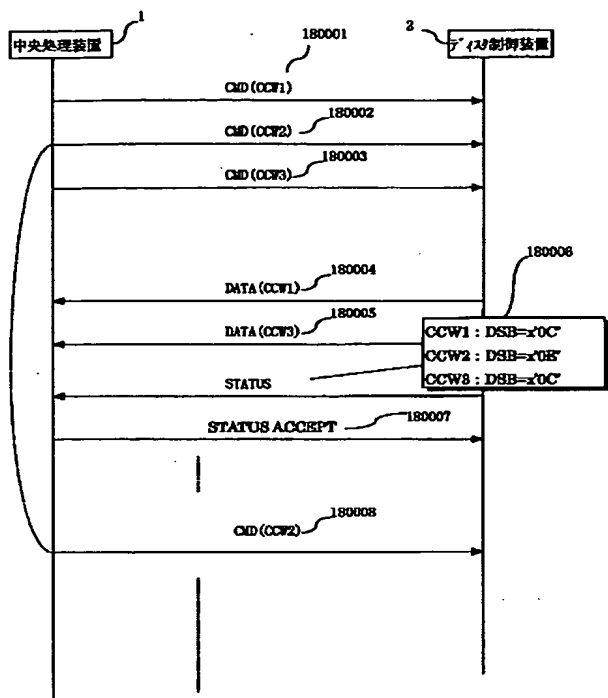 1
中央処理装置
180001
2
ディスク制御装置
CMD(CCW1)
180002
CMD(CCW2)
180003
CMD(CCW3)
180004
DATA(CCW1)
180006
180005
DATA(CCW3)
CCW1 : DSB=x'0C'
CCW2 : DSB=x'0E'
CCW3 : DSB=x'0C'
STATUS
180007
STATUS ACCEPT
180008
CMD(CCW2)